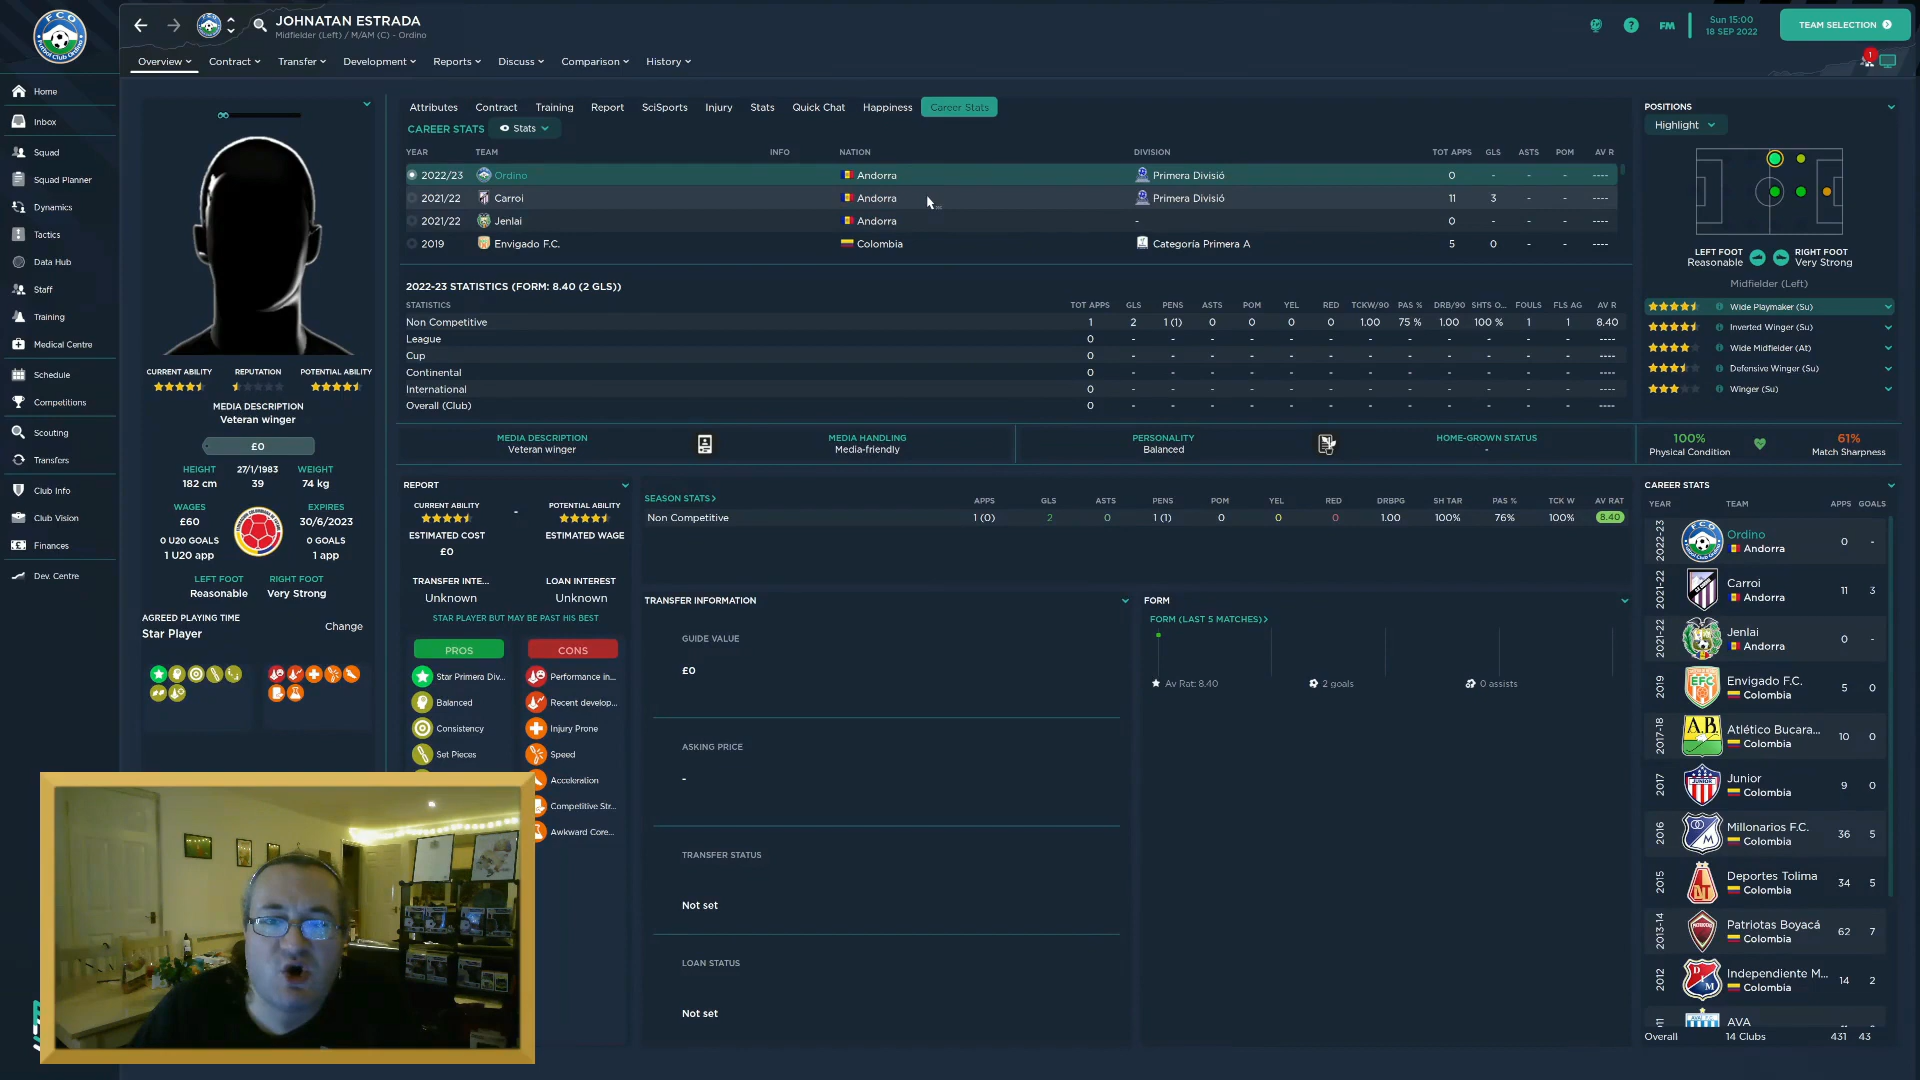 JOHNATAN ESTRADA
Midfielder (Left) / M/AM (C) - Ordino
FM
Sun 15:00
18 SEP 2022
TEAM SELECTION
Overview
Contract
Transfer
Development
Reports
Discuss
Comparison
History
1
Home
Inbox
Squad
Squad Planner
Dynamics
Tactics
Data Hub
Staff
Training
Medical Centre
Schedule
Competitions
Scouting
Transfers
Club Info
Club Vision
Finances
Dev. Centre
CURRENT ABILITY
REPUTATION
POTENTIAL ABILITY
MEDIA DESCRIPTION
Veteran winger
£0
HEIGHT 27/1/1983 WEIGHT
182 cm 39 74 kg
WAGES EXPIRES
£60 30/6/2023
0 U20 GOALS 0 GOALS
1 U20 app 1 app
LEFT FOOT RIGHT FOOT
Reasonable Very Strong
AGREED PLAYING TIME
Star Player
Change
Attributes Contract Training Report SciSports Injury Stats Quick Chat Happiness Career Stats
CAREER STATS Stats
YEAR TEAM INFO NATION DIVISION TOT APPS GLS ASTS POM AV R
2022/23 Ordino Andorra Primera Divisió 0 - - - ----
2021/22 Carroi Andorra Primera Divisió 11 3 - - ----
2021/22 Jenlai Andorra - 0 - - - ----
2019 Envigado F.C. Colombia Categoría Primera A 5 0 - - ----
2022-23 STATISTICS (FORM: 8.40 (2 GLS))
STATISTICS TOT APPS GLS PENS ASTS POM YEL RED TCKW/90 PAS % DRB/90 SHTS O... FOULS FLS AG AV R
Non Competitive 1 2 1 (1) 0 0 0 0 1.00 75 % 1.00 100 % 1 1 8.40
League 0 - - - - - - - - - - - - ----
Cup 0 - - - - - - - - - - - - ----
Continental 0 - - - - - - - - - - - - ----
International 0 - - - - - - - - - - - - ----
Overall (Club) 0 - - - - - - - - - - - - ----
MEDIA DESCRIPTION
Veteran winger
MEDIA HANDLING
Media-friendly
PERSONALITY
Balanced
HOME-GROWN STATUS
-
100%
Physical Condition
61%
Match Sharpness
REPORT
CURRENT ABILITY - POTENTIAL ABILITY
ESTIMATED COST ESTIMATED WAGE
£0
TRANSFER INTE... LOAN INTEREST
Unknown Unknown
STAR PLAYER BUT MAY BE PAST HIS BEST
PROS CONS
Star Primera Div... Performance in...
Balanced Recent develop...
Consistency Injury Prone
Set Pieces Speed
Acceleration
Competitive Str...
Awkward Core...
SEASON STATS
APPS GLS ASTS PENS POM YEL RED DRBPG SH TAR PAS % TCK W AV RAT
Non Competitive 1 (0) 2 0 1 (1) 0 0 0 1.00 100% 76% 100% 8.40
TRANSFER INFORMATION
GUIDE VALUE
£0
ASKING PRICE
-
TRANSFER STATUS
Not set
LOAN STATUS
Not set
FORM
FORM (LAST 5 MATCHES)
Av Rat: 8.40 2 goals 0 assists
POSITIONS
Highlight
LEFT FOOT RIGHT FOOT
Reasonable Very Strong
Midfielder (Left)
Wide Playmaker (Su)
Inverted Winger (Su)
Wide Midfielder (At)
Defensive Winger (Su)
Winger (Su)
CAREER STATS
YEAR TEAM APPS GOALS
2022-23 Ordino Andorra 0 -
2021-22 Carroi Andorra 11 3
2021-22 Jenlai Andorra 0 -
2019 Envigado F.C. Colombia 5 0
2017-18 Atlético Bucara... Colombia 10 0
2017 Junior Colombia 9 0
2016 Millonarios F.C. Colombia 36 5
2015 Deportes Tolima Colombia 34 5
2013-14 Patriotas Boyacá Colombia 62 7
2012 Independiente M... Colombia 14 2
AVA
Overall 14 Clubs 431 43